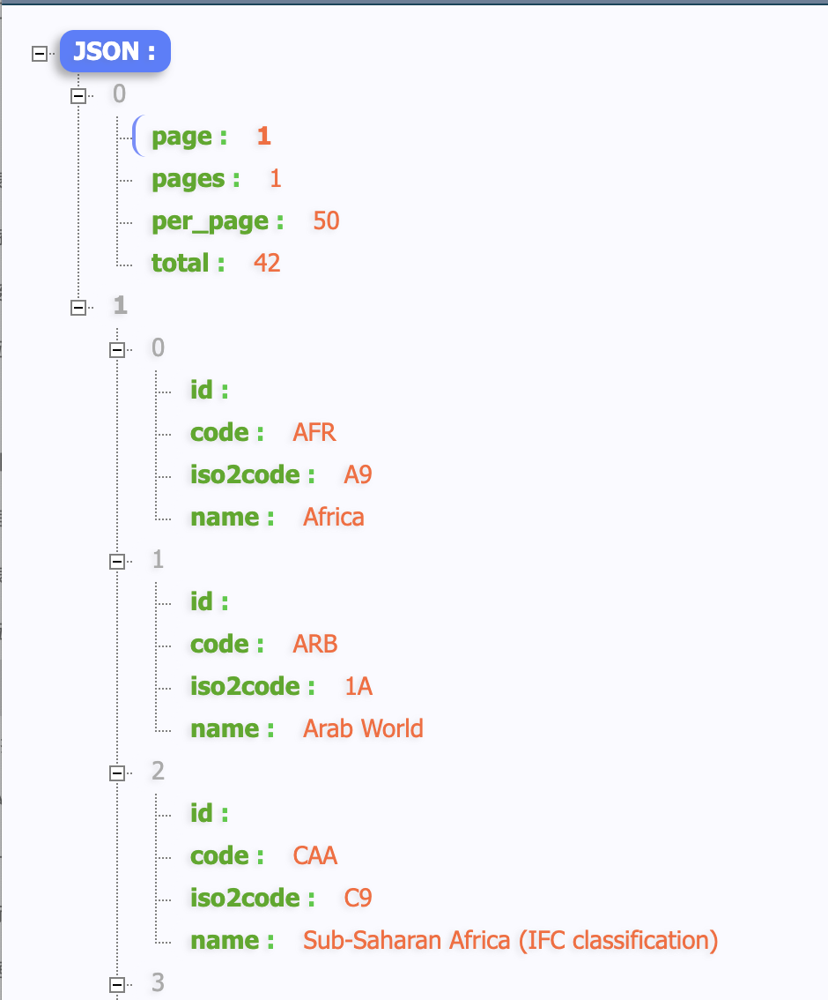 JSON :
0
page : 1
pages : 1
per_page : 50
total : 42
1
0
id :
code : AFR
iso2code : A9
name : Africa
1
id :
code : ARB
iso2code : 1A
name : Arab World
2
id :
code : CAA
iso2code : C9
name : Sub-Saharan Africa (IFC classification)
3